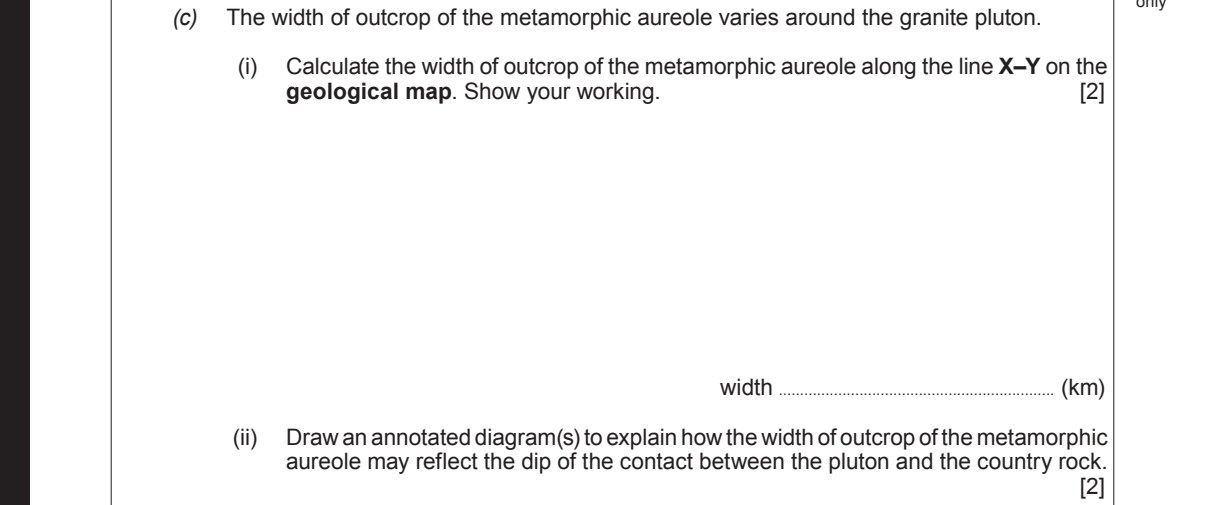 only
(c) The width of outcrop of the metamorphic aureole varies around the granite pluton.
(i) Calculate the width of outcrop of the metamorphic aureole along the line X–Y on the
geological map. Show your working. [2]
width ................................................................. (km)
(ii) Draw an annotated diagram(s) to explain how the width of outcrop of the metamorphic
aureole may reflect the dip of the contact between the pluton and the country rock.
[2]